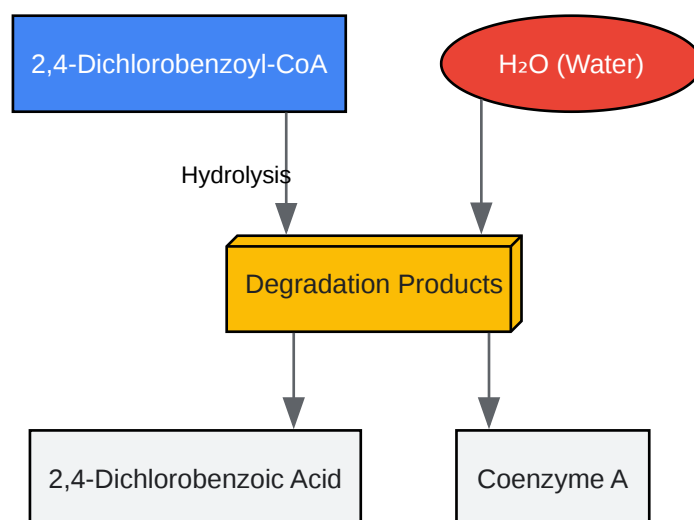 2,4-Dichlorobenzoyl-CoA
H₂O (Water)
Hydrolysis
Degradation Products
2,4-Dichlorobenzoic Acid
Coenzyme A